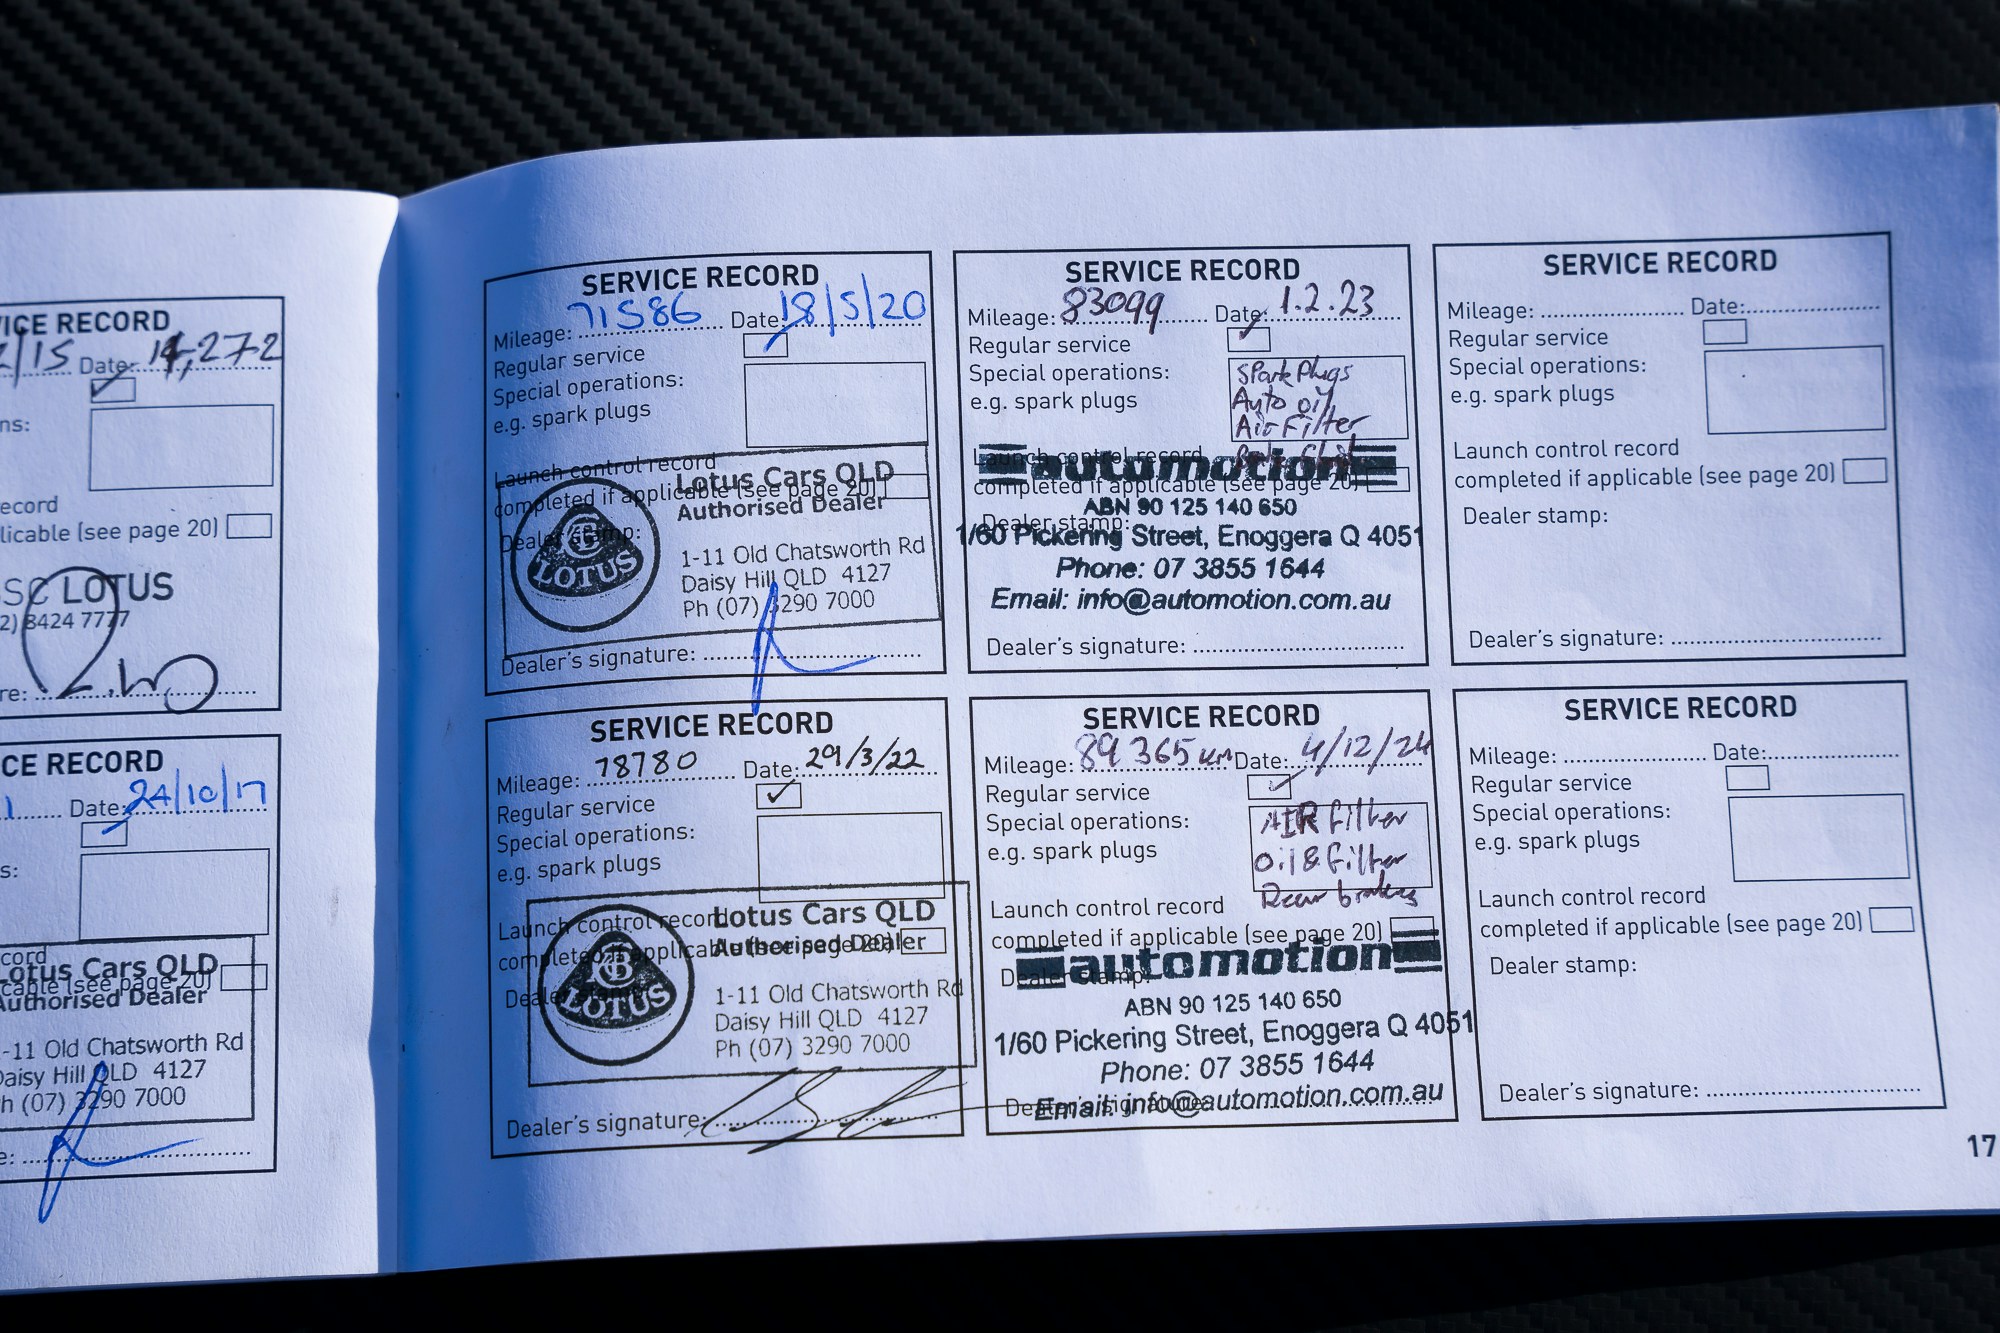 ICE RECORD
2/15 Date: 14,272
ns:
ecord
licable (see page 20)
SC LOTUS
2) 8424 7777
re:
CE RECORD
1 Date: 24/10/17
s:
cord
cable (see page 20)
Lotus Cars QLD
Authorised Dealer
-11 Old Chatsworth Rd
Daisy Hill QLD 4127
h (07) 3290 7000
e:
SERVICE RECORD
Mileage: 71586 Date: 18/5/20
Regular service
Special operations:
e.g. spark plugs
Launch control record
completed if applicable (see page 20)
Dealer stamp:
Lotus Cars QLD
Authorised Dealer
LOTUS
1-11 Old Chatsworth Rd
Daisy Hill QLD 4127
Ph (07) 3290 7000
Dealer's signature:
SERVICE RECORD
Mileage: 78780 Date: 29/3/22
Regular service
Special operations:
e.g. spark plugs
Launch control record
completed if applicable (see page 20)
Dealer stamp:
Lotus Cars QLD
Authorised Dealer
LOTUS
1-11 Old Chatsworth Rd
Daisy Hill QLD 4127
Ph (07) 3290 7000
Dealer's signature:
SERVICE RECORD
Mileage: 83099 Date: 1.2.23
Regular service
Special operations:
e.g. spark plugs
Spark Plugs
Auto oil
Air Filter
Launch control record
completed if applicable (see page 20)
Dealer stamp:
automotion
ABN 90 125 140 650
1/60 Pickering Street, Enoggera Q 4051
Phone: 07 3855 1644
Email: info@automotion.com.au
Dealer's signature:
SERVICE RECORD
Mileage: 89 365 km Date: 4/12/24
Regular service
Special operations:
e.g. spark plugs
AIR filter
oil & filter
Rear brakes
Launch control record
completed if applicable (see page 20)
Dealer stamp:
automotion
ABN 90 125 140 650
1/60 Pickering Street, Enoggera Q 4051
Phone: 07 3855 1644
Email: info@automotion.com.au
Dealer's signature:
SERVICE RECORD
Mileage: Date:
Regular service
Special operations:
e.g. spark plugs
Launch control record
completed if applicable (see page 20)
Dealer stamp:
Dealer's signature:
SERVICE RECORD
Mileage: Date:
Regular service
Special operations:
e.g. spark plugs
Launch control record
completed if applicable (see page 20)
Dealer stamp:
Dealer's signature:
17